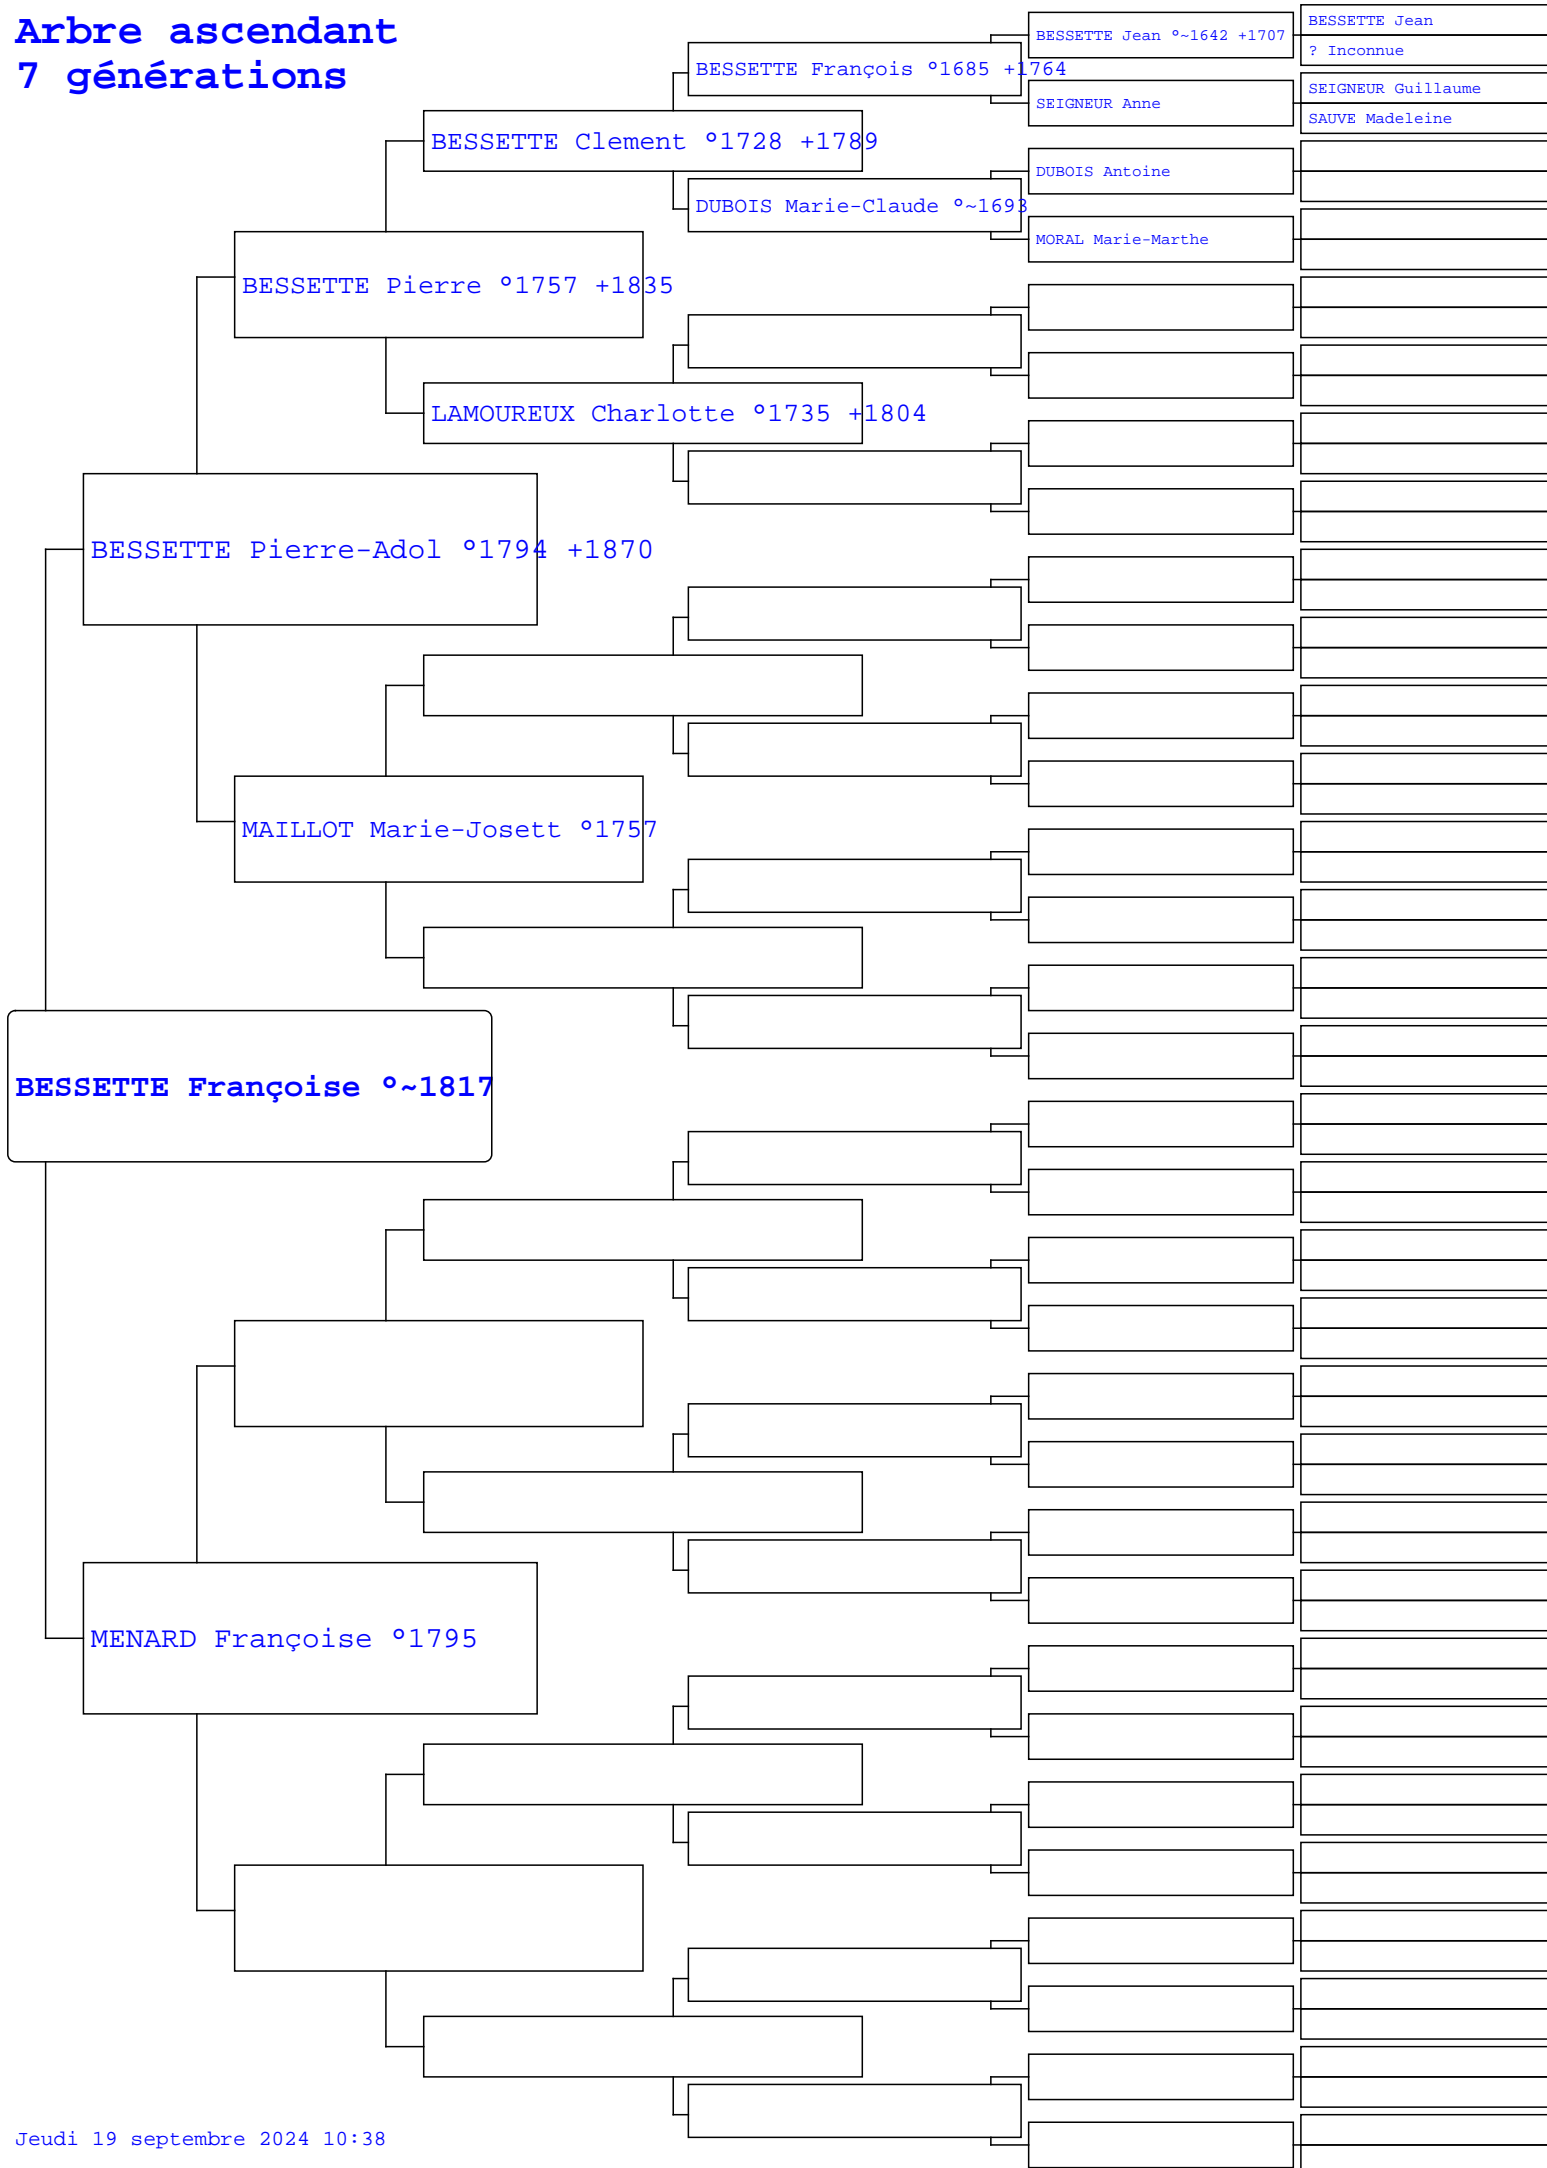 Arbre ascendant
7 générations
BESSETTE Jean
BESSETTE Jean °~1642 +1707
? Inconnue
BESSETTE François °1685 +1764
SEIGNEUR Guillaume
SEIGNEUR Anne
SAUVE Madeleine
BESSETTE Clement °1728 +1789
DUBOIS Antoine
DUBOIS Marie-Claude °~1693
MORAL Marie-Marthe
BESSETTE Pierre °1757 +1835
LAMOUREUX Charlotte °1735 +1804
BESSETTE Pierre-Adol °1794 +1870
MAILLOT Marie-Josett °1757
BESSETTE Françoise °~1817
MENARD Françoise °1795
Jeudi 19 septembre 2024 10:38